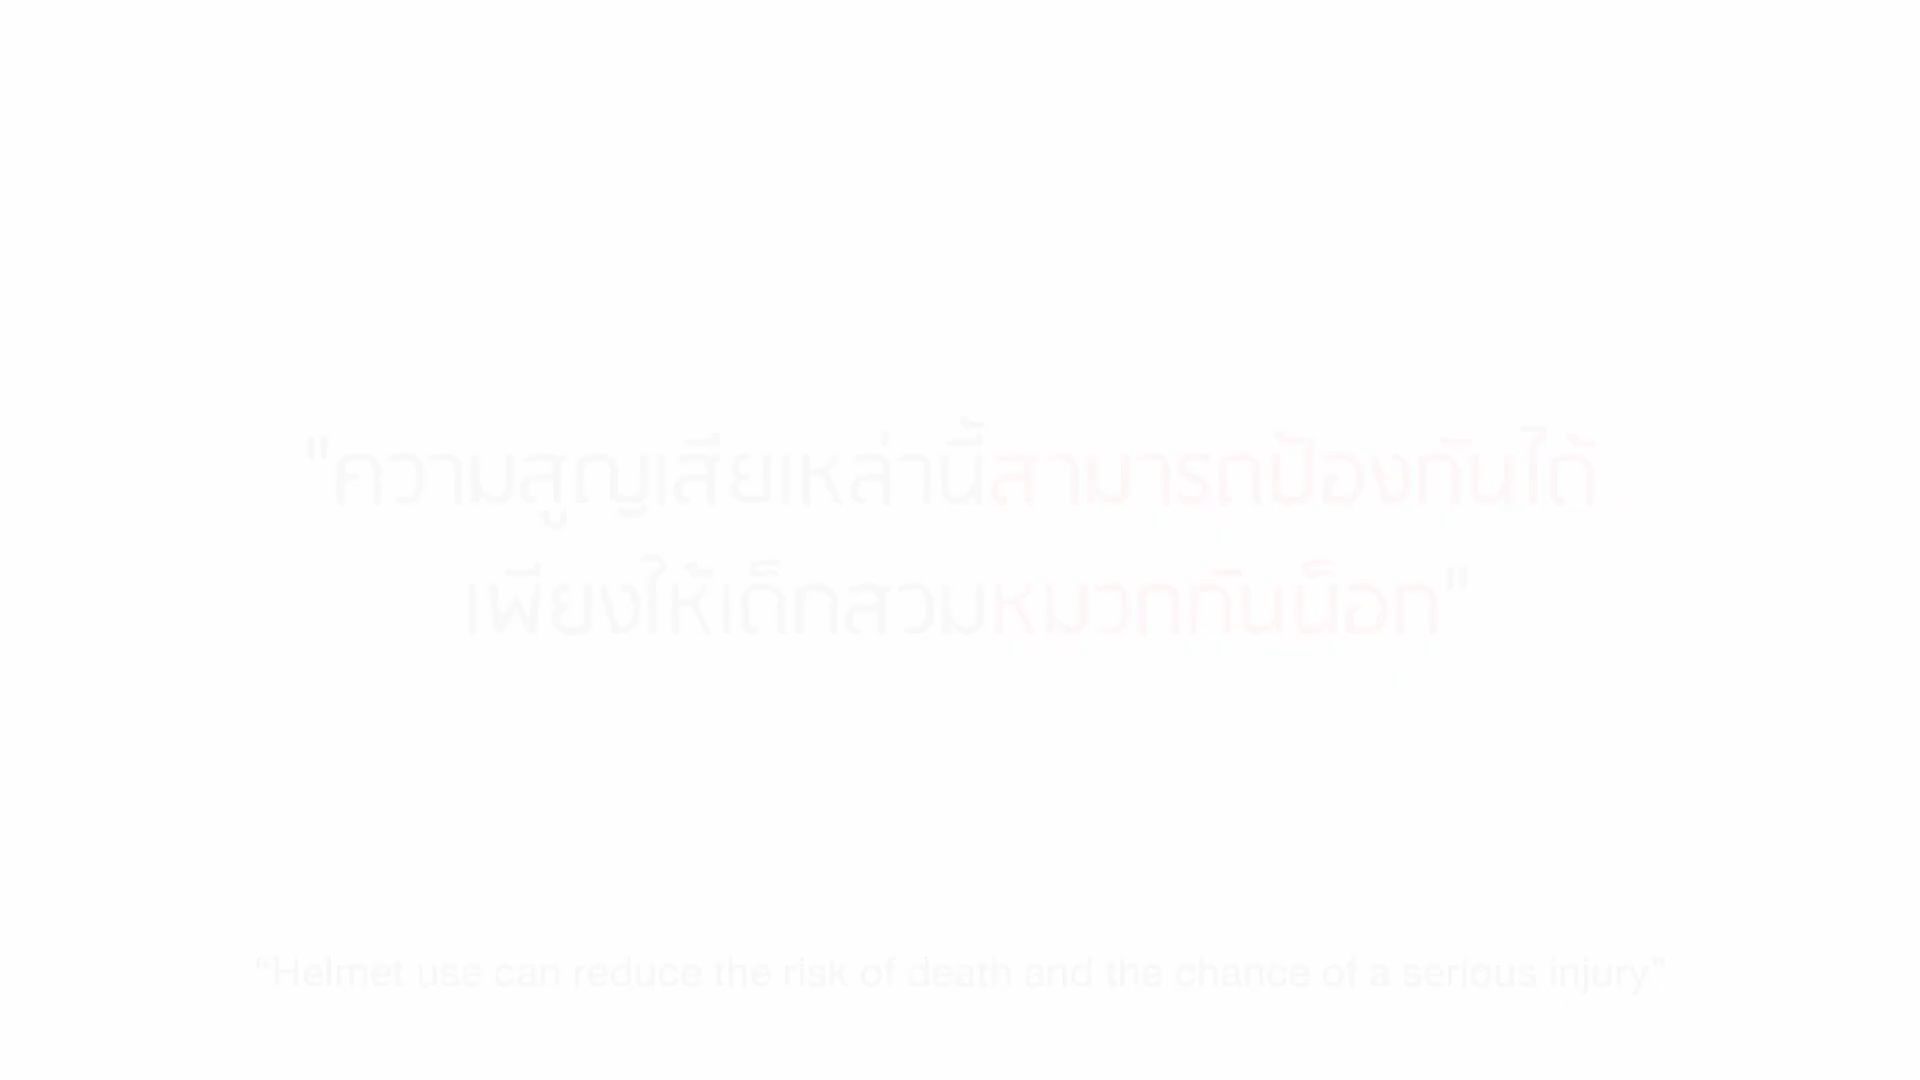 "ความสูญเสียเหล่านี้สามารถป้องกันได้
เพียงให้เด็กสวมหมวกกันน็อก"
“Helmet use can reduce the risk of death and the chance of a serious injury”